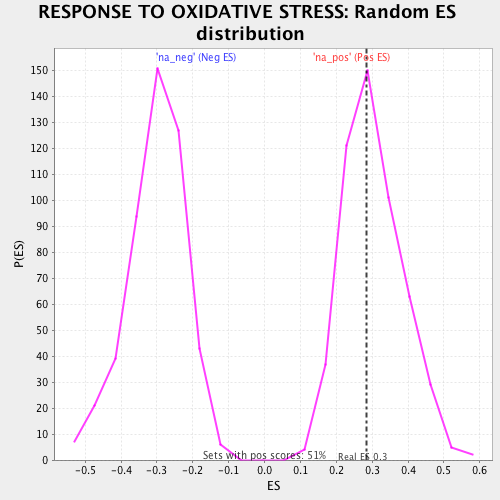 RESPONSE TO OXIDATIVE STRESS: Random ES
distribution
'na_neg' (Neg ES)
'na_pos' (Pos ES)
150
140
130
120
110
100
90
80
70
60
50
40
30
20
10
0
P(ES)
Sets with pos scores: 51%
Real ES 0.3
-0.5 -0.4 -0.3 -0.2 -0.1 0.0 0.1 0.2 0.3 0.4 0.5 0.6
ES